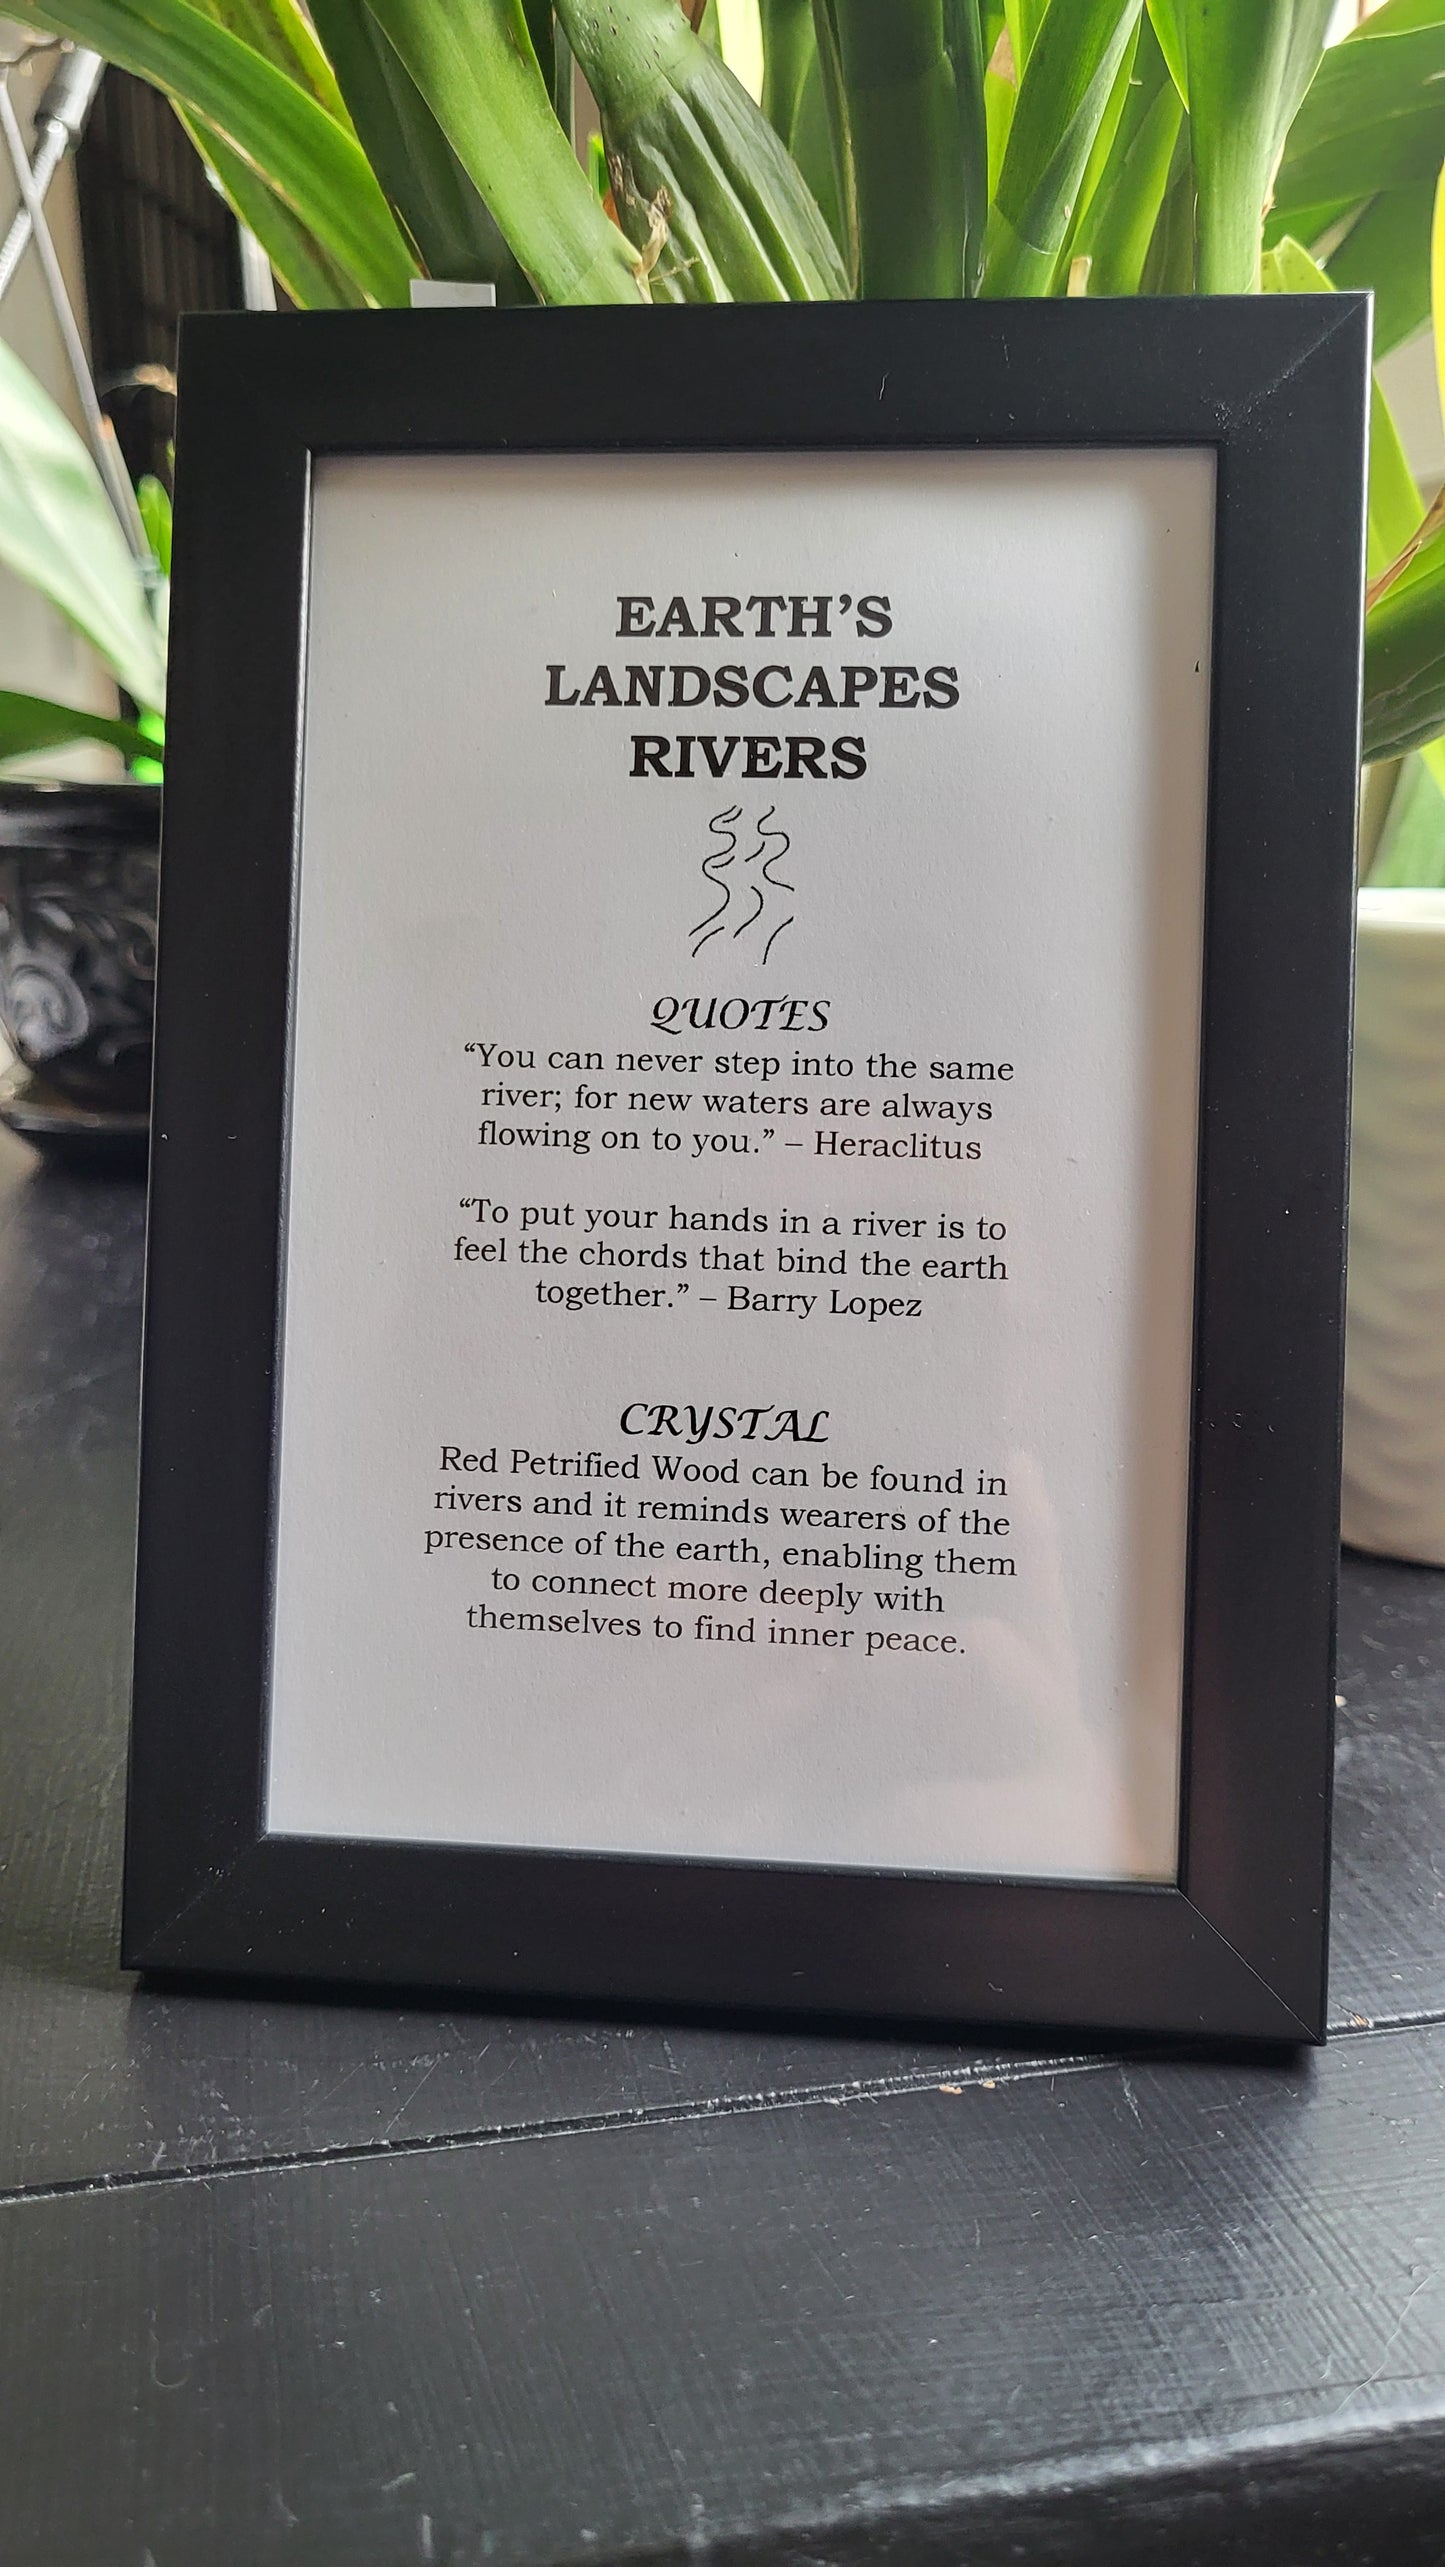 EARTH’S
LANDSCAPES
RIVERS
QUOTES
“You can never step into the same
river; for new waters are always
flowing on to you.” – Heraclitus
“To put your hands in a river is to
feel the chords that bind the earth
together.” – Barry Lopez
CRYSTAL
Red Petrified Wood can be found in
rivers and it reminds wearers of the
presence of the earth, enabling them
to connect more deeply with
themselves to find inner peace.